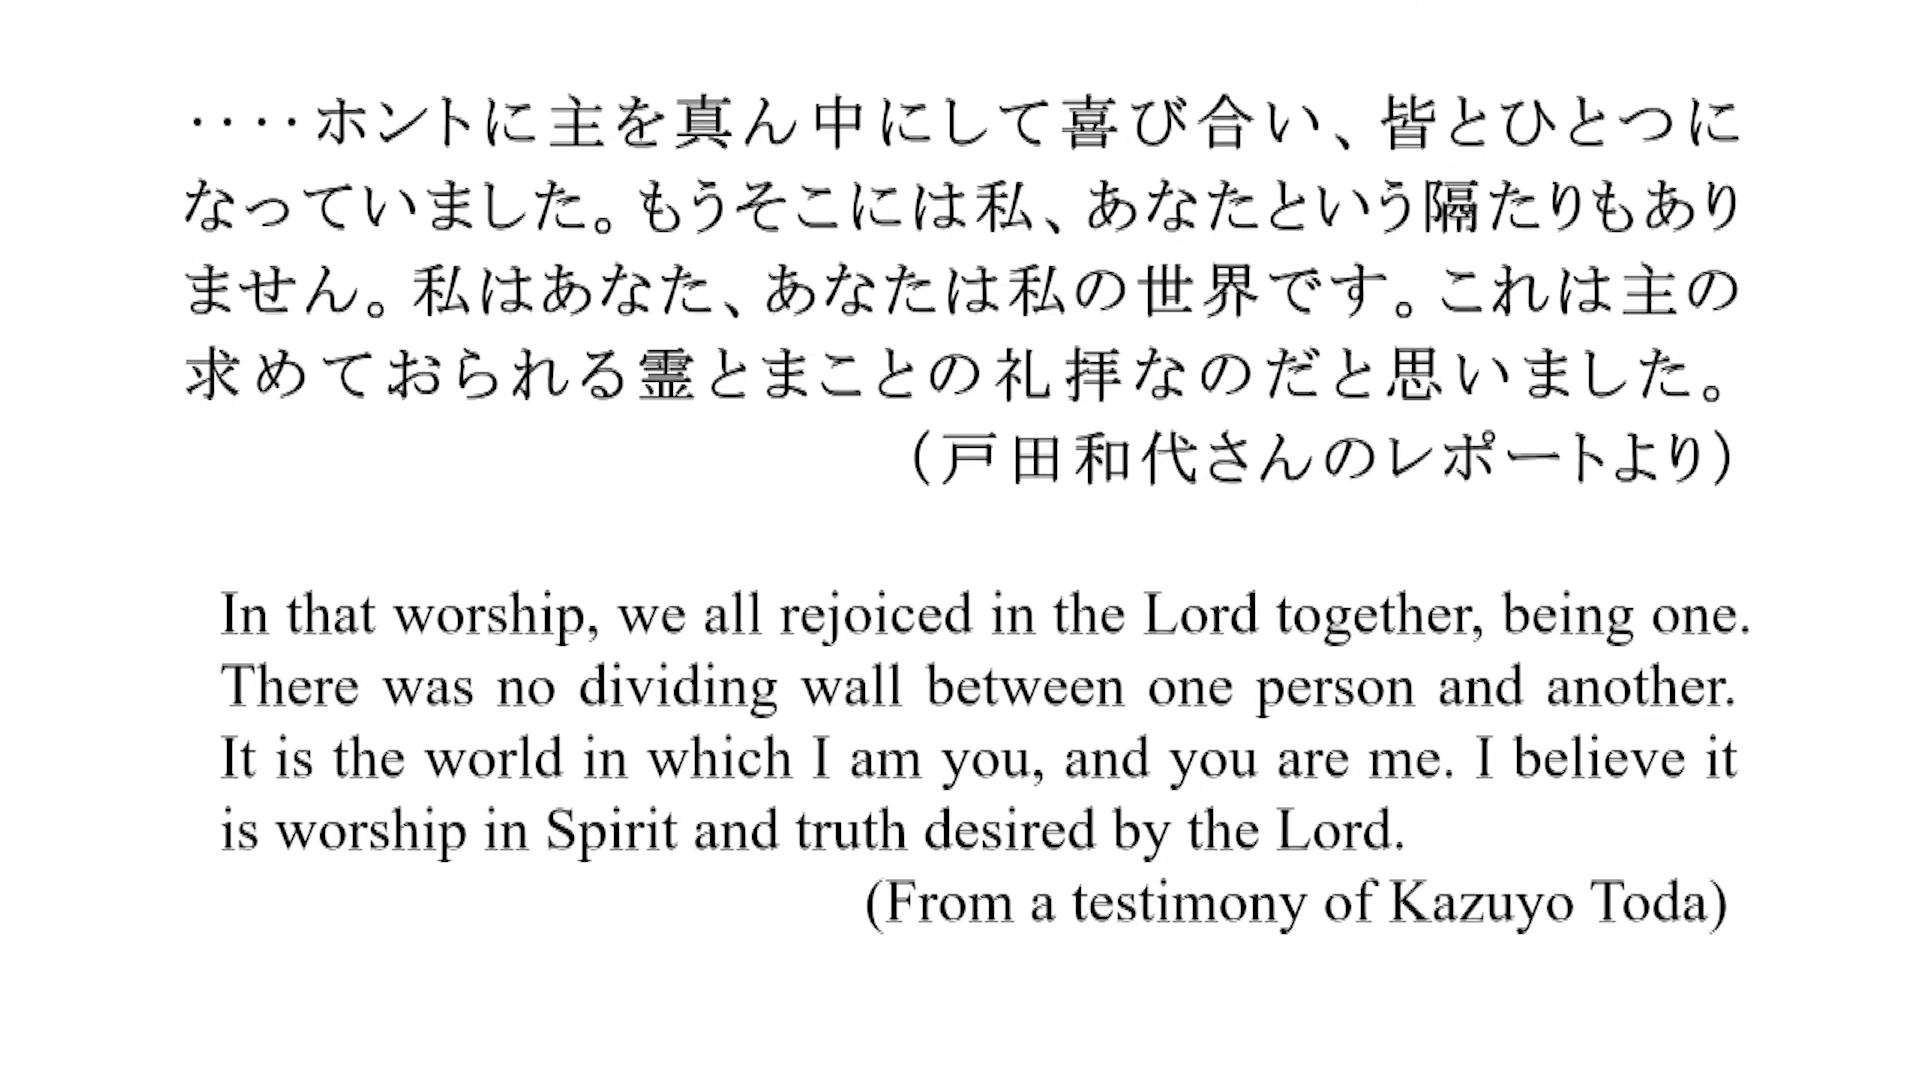 ‥‥ホントに主を真ん中にして喜び合い、皆とひとつに
なっていました。もうそこには私、あなたという隔たりもあり
ません。私はあなた、あなたは私の世界です。これは主の
求めておられる霊とまことの礼拝なのだと思いました。
（戸田和代さんのレポートより）
In that worship, we all rejoiced in the Lord together, being one.
There was no dividing wall between one person and another.
It is the world in which I am you, and you are me. I believe it
is worship in Spirit and truth desired by the Lord.
(From a testimony of Kazuyo Toda)